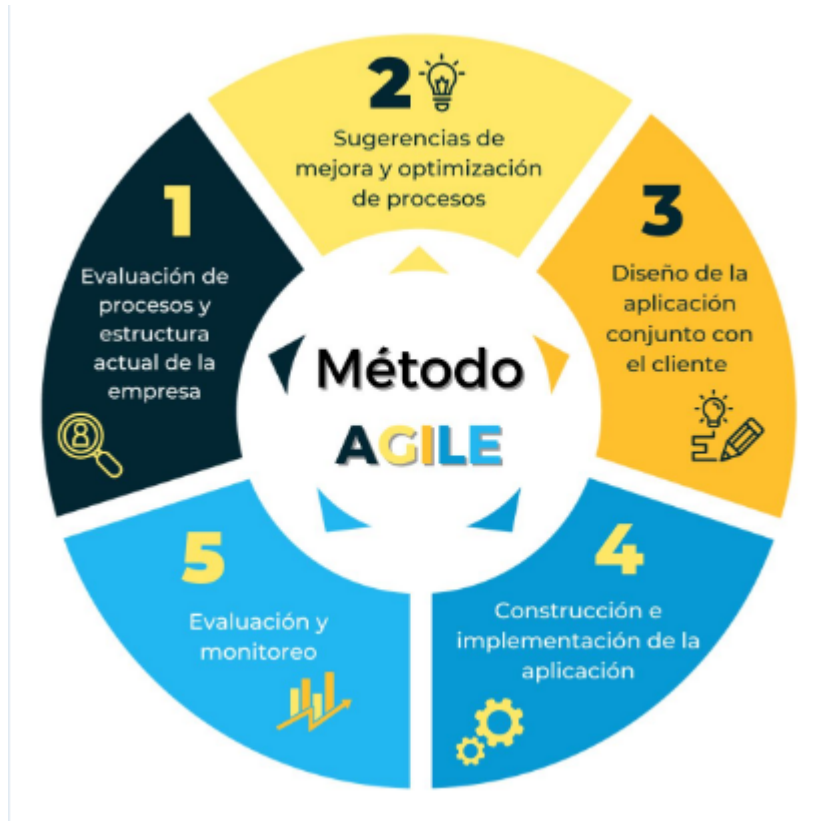 1
Evaluación de
procesos y
estructura
actual de la
empresa
2
Sugerencias de
mejora y optimización
de procesos
3
Diseño de la
aplicación
conjunto con
el cliente
4
Construcción e
implementación de la
aplicación
5
Evaluación y
monitoreo
Método
AGILE